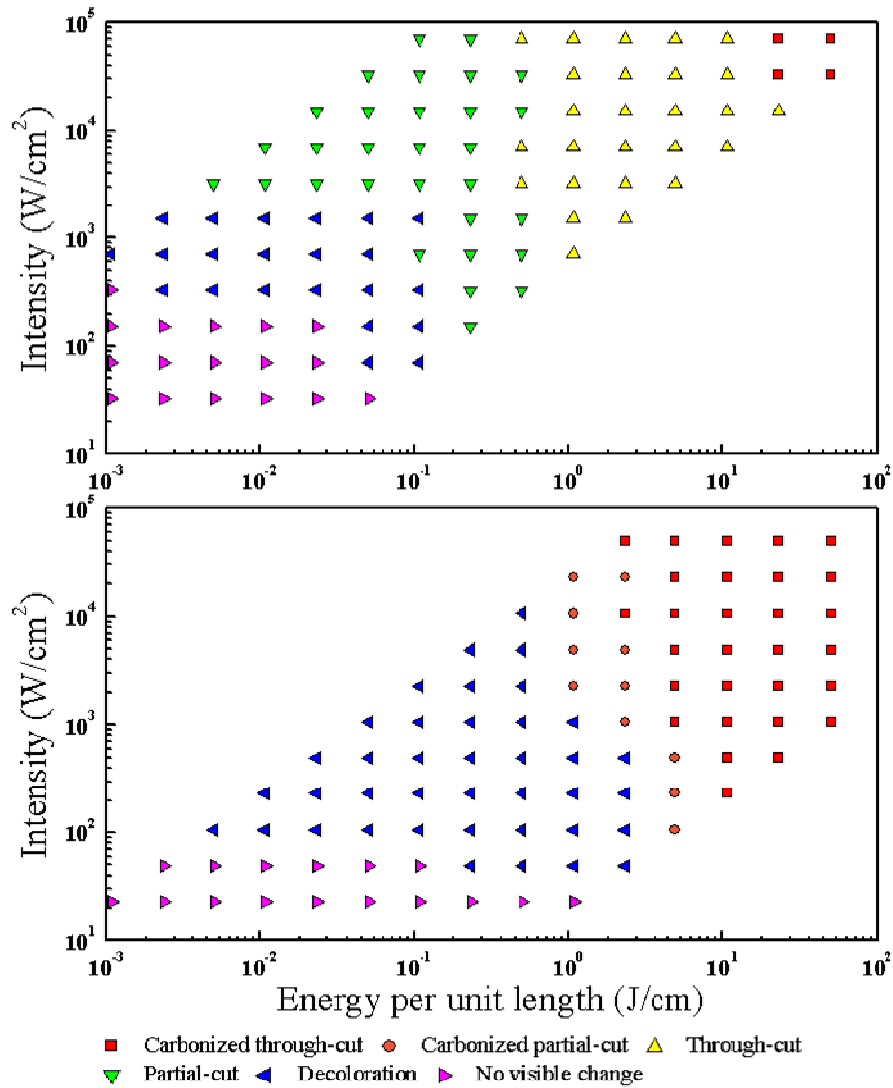 10^5
10^4
10^3
10^2
10^1
Intensity (W/cm^2)
10^-3 10^-2 10^-1 10^0 10^1 10^2
10^5
10^4
10^3
10^2
10^1
Intensity (W/cm^2)
10^-3 10^-2 10^-1 10^0 10^1 10^2
Energy per unit length (J/cm)
Carbonized through-cut Carbonized partial-cut Through-cut
Partial-cut Decoloration No visible change